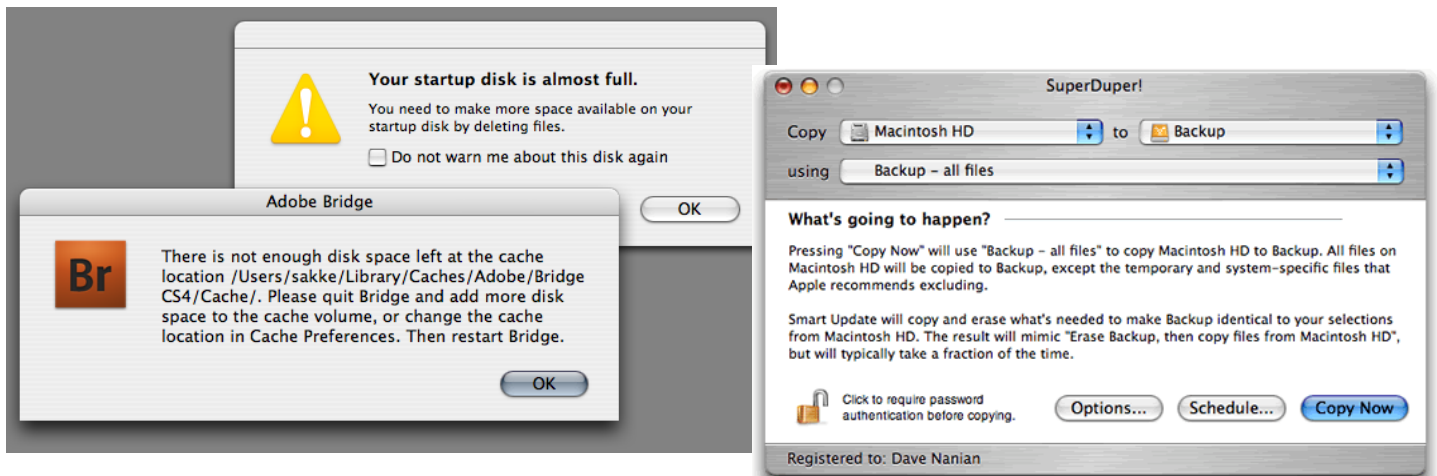 Your startup disk is almost full.
You need to make more space available on your
startup disk by deleting files.
Do not warn me about this disk again
OK
Adobe Bridge
Br
There is not enough disk space left at the cache
location /Users/sakke/Library/Caches/Adobe/Bridge
CS4/Cache/. Please quit Bridge and add more disk
space to the cache volume, or change the cache
location in Cache Preferences. Then restart Bridge.
OK
SuperDuper!
Copy Macintosh HD to Backup
using Backup – all files
What's going to happen?
Pressing "Copy Now" will use "Backup – all files" to copy Macintosh HD to Backup. All files on
Macintosh HD will be copied to Backup, except the temporary and system-specific files that
Apple recommends excluding.
Smart Update will copy and erase what's needed to make Backup identical to your selections
from Macintosh HD. The result will mimic "Erase Backup, then copy files from Macintosh HD",
but will typically take a fraction of the time.
Click to require password
authentication before copying.
Options... Schedule... Copy Now
Registered to: Dave Nanian